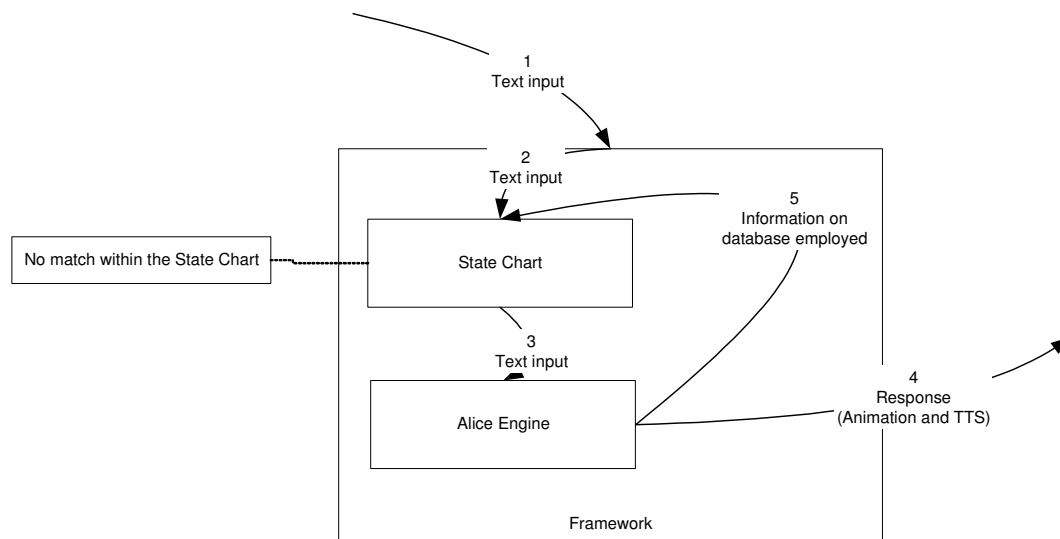 1
Text input
2
Text input
5
Information on
database employed
No match within the State Chart
State Chart
3
Text input
4
Response
(Animation and TTS)
Alice Engine
Framework